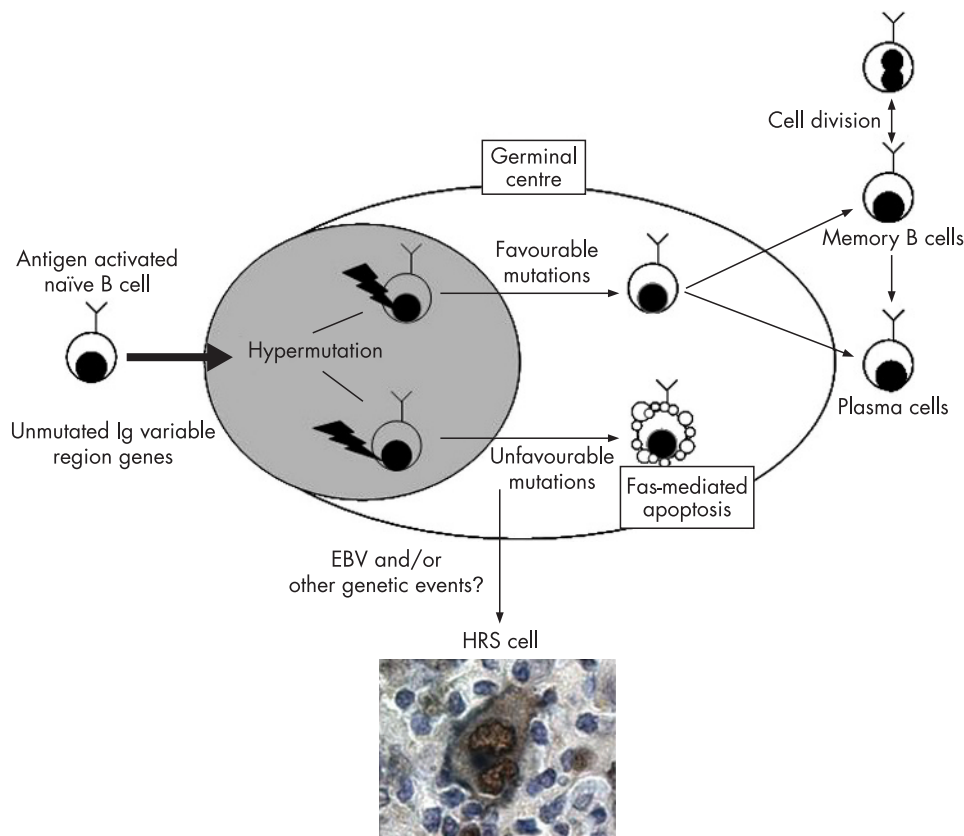 Germinal
centre
Cell division
Memory B cells
Antigen activated
naïve B cell
Favourable
mutations
Hypermutation
Plasma cells
Unmutated Ig variable
region genes
Unfavourable
mutations
Fas-mediated
apoptosis
EBV and/or
other genetic events?
HRS cell